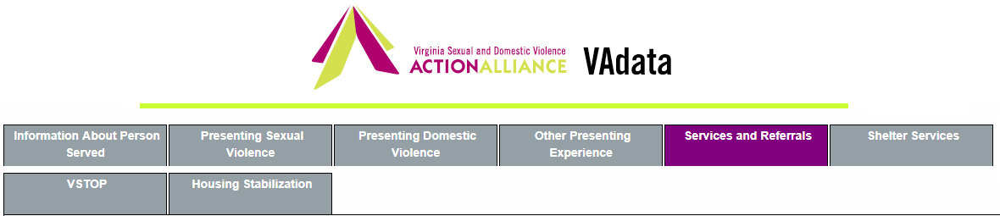 Virginia Sexual and Domestic Violence
ACTIONALLIANCE VAdata
Information About Person Served
Presenting Sexual Violence
Presenting Domestic Violence
Other Presenting Experience
Services and Referrals
Shelter Services
VSTOP
Housing Stabilization